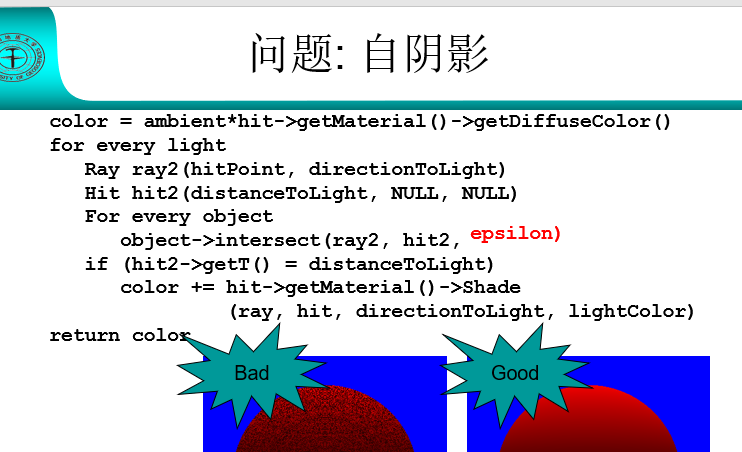 问题: 自阴影
color = ambient*hit->getMaterial()->getDiffuseColor()
for every light
Ray ray2(hitPoint, directionToLight)
Hit hit2(distanceToLight, NULL, NULL)
For every object
object->intersect(ray2, hit2, epsilon)
if (hit2->getT() = distanceToLight)
color += hit->getMaterial()->Shade
(ray, hit, directionToLight, lightColor)
return color
Bad
Good